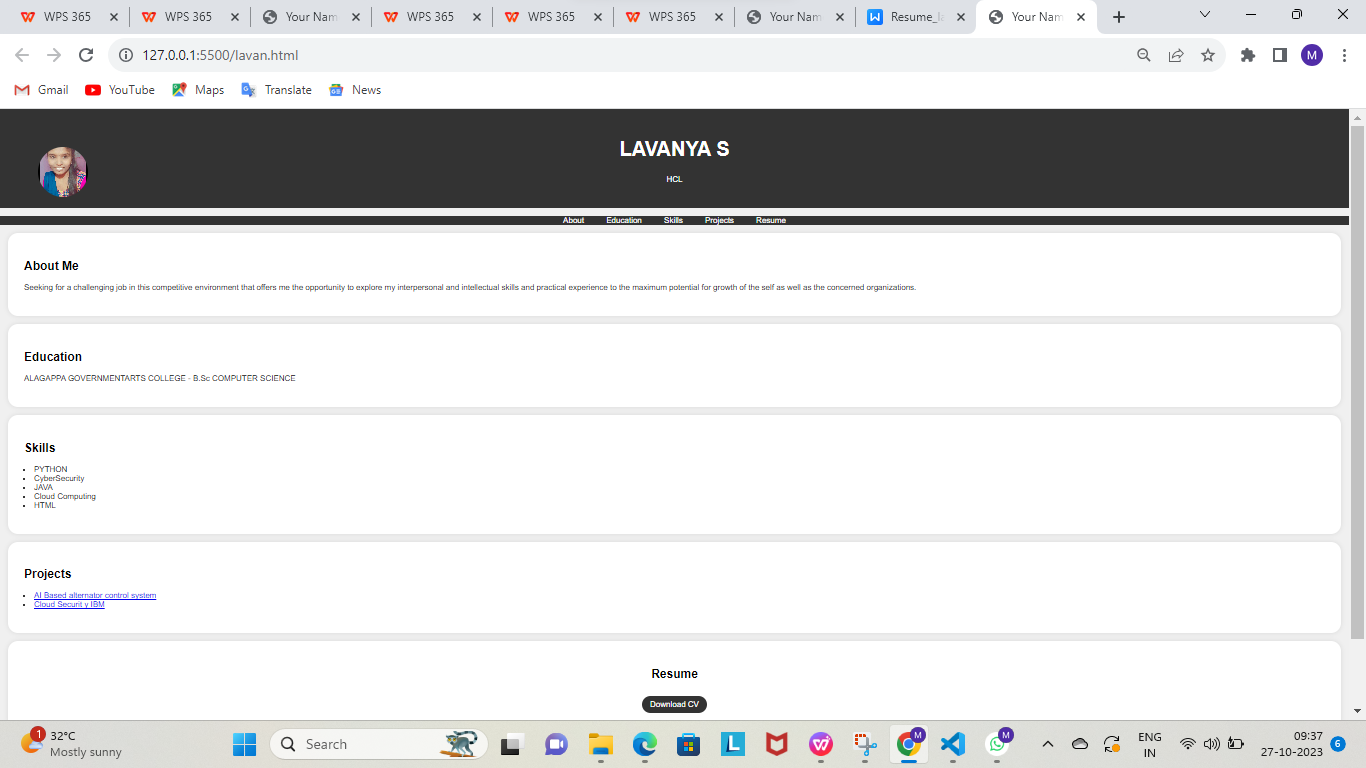 WPS 365 WPS 365 Your Nam WPS 365 WPS 365 WPS 365 Your Nam Resume_la Your Nam
127.0.0.1:5500/lavan.html M
Gmail YouTube Maps Translate News
LAVANYA S
HCL
About Education Skills Projects Resume
About Me
Seeking for a challenging job in this competitive environment that offers me the opportunity to explore my interpersonal and intellectual skills and practical experience to the maximum potential for growth of the self as well as the concerned organizations.
Education
ALAGAPPA GOVERNMENTARTS COLLEGE - B.Sc COMPUTER SCIENCE
Skills
PYTHON
CyberSecurity
JAVA
Cloud Computing
HTML
Projects
AI Based alternator control system
Cloud Securit y IBM
Resume
Download CV
1 32°C Search L M M ENG 09:37
Mostly sunny IN 27-10-2023 6